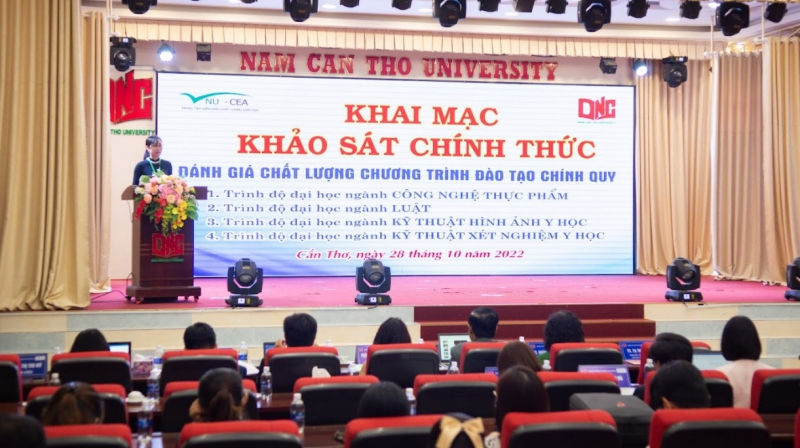 NAM CAN THO UNIVERSITY
DNC
THO UNIVERSITY
VNU - CEA
DNC
KHAI MẠC
KHẢO SÁT CHÍNH THỨC
ĐÁNH GIÁ CHẤT LƯỢNG CHƯƠNG TRÌNH ĐÀO TẠO CHÍNH QUY
1. Trình độ đại học ngành CÔNG NGHỆ THỰC PHẨM
2. Trình độ đại học ngành LUẬT
3. Trình độ đại học ngành KỸ THUẬT HÌNH ẢNH Y HỌC
4. Trình độ đại học ngành KỸ THUẬT XÉT NGHIỆM Y HỌC
Cần Thơ, ngày 28 tháng 10 năm 2022
DNC